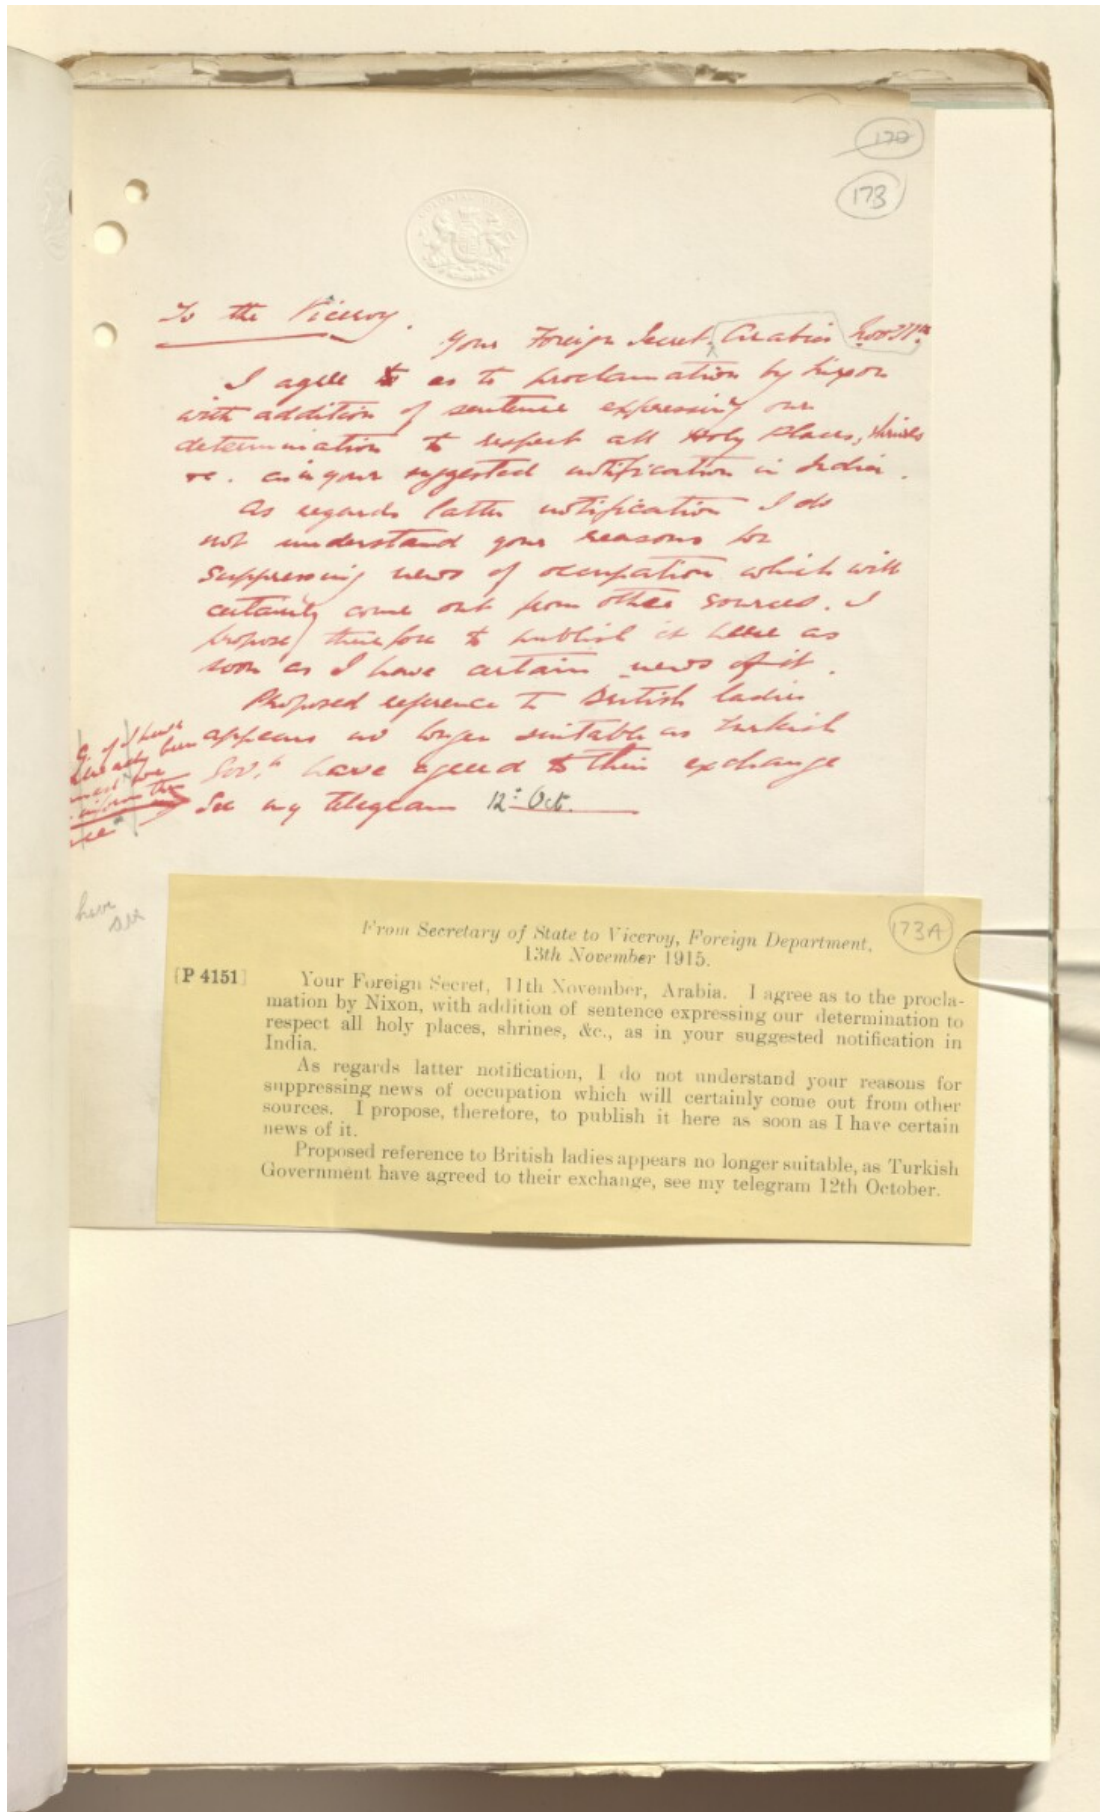 170
173
To the Viceroy.
Your Foreign Secret. Arabia Nov 11th.
I agree as to proclamation by Nixon
with addition of sentence expressing our
determination to respect all Holy Places, shrines
&c. as in your suggested notification in India.
As regards latter notification I do
not understand your reasons for
suppressing news of occupation which will
certainly come out from other sources. I
propose therefore to publish it here as
soon as I have certain news of it.
Proposed reference to British ladies
appears no longer suitable as Turkish
Govt. have agreed to their exchange
See my telegram 12: Oct.
already been
173A
From Secretary of State to Viceroy, Foreign Department,
13th November 1915.
[P 4151]
Your Foreign Secret, 11th November, Arabia. I agree as to the procla-
mation by Nixon, with addition of sentence expressing our determination to
respect all holy places, shrines, &c., as in your suggested notification in
India.
As regards latter notification, I do not understand your reasons for
suppressing news of occupation which will certainly come out from other
sources. I propose, therefore, to publish it here as soon as I have certain
news of it.
Proposed reference to British ladies appears no longer suitable, as Turkish
Government have agreed to their exchange, see my telegram 12th October.